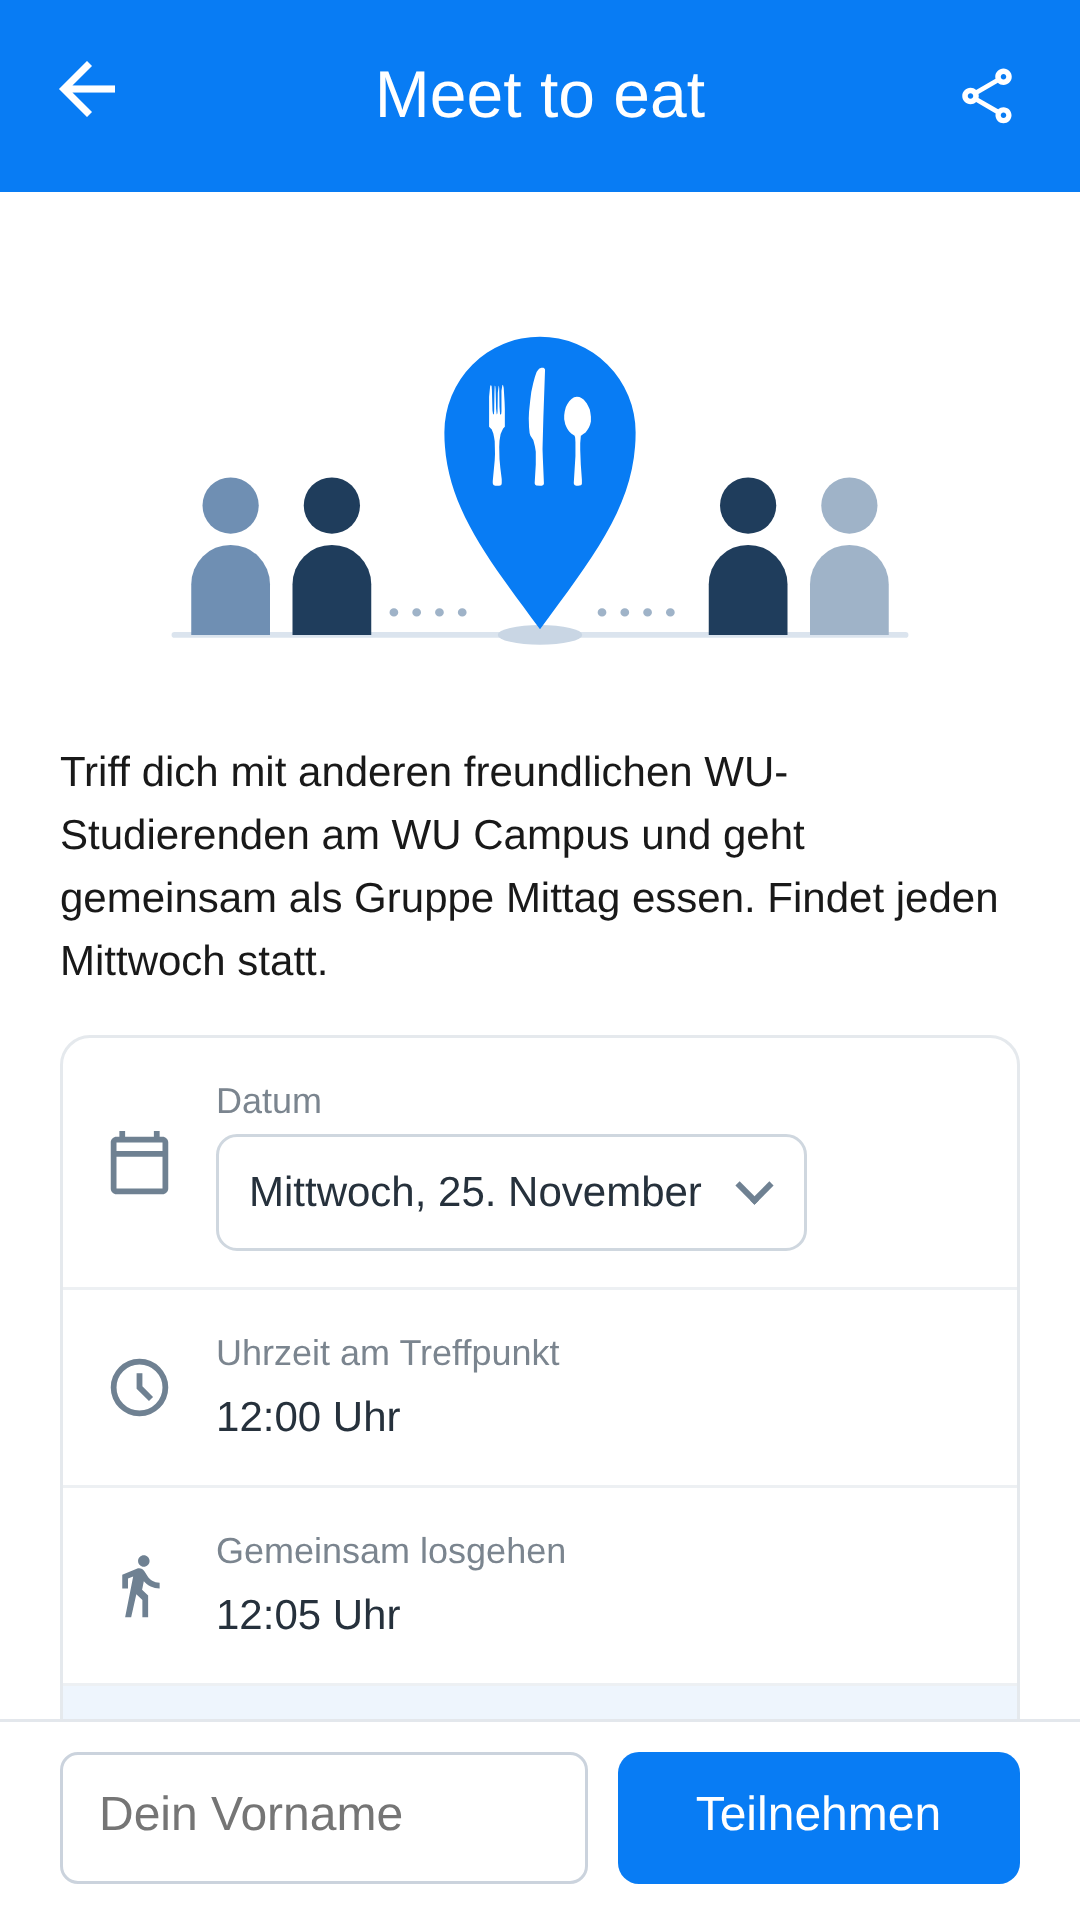 Meet to eat
Triff dich mit anderen freundlichen WU-
Studierenden am WU Campus und geht
gemeinsam als Gruppe Mittag essen. Findet jeden
Mittwoch statt.
Datum
Mittwoch, 25. November
Uhrzeit am Treffpunkt
12:00 Uhr
Gemeinsam losgehen
12:05 Uhr
Dein Vorname
Teilnehmen